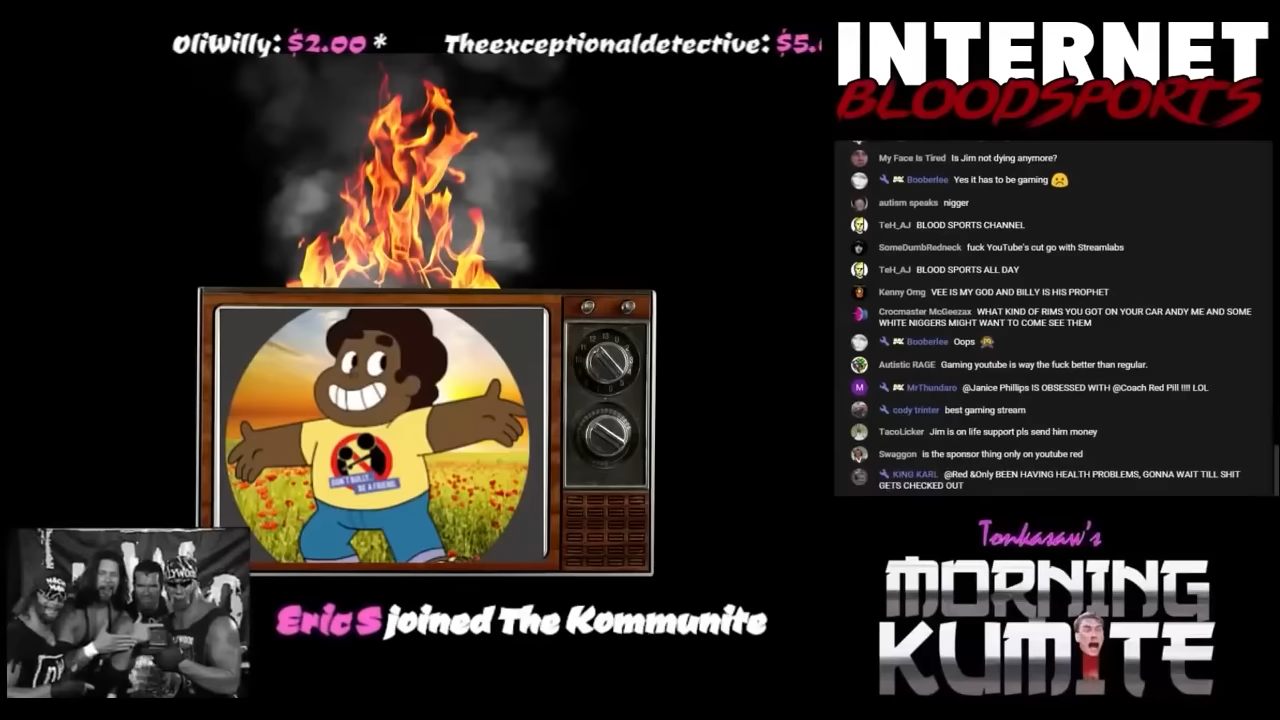 OliWilly: $2.00 *
Theexceptionaldetective: $5.
INTERNET
BLOODSPORTS
My Face Is Tired Is Jim not dying anymore?
Booberlee Yes it has to be gaming
autism speaks nigger
TeH_AJ BLOOD SPORTS CHANNEL
SomeDumbRedneck fuck YouTube's cut go with Streamlabs
TeH_AJ BLOOD SPORTS ALL DAY
Kenny Omg VEE IS MY GOD AND BILLY IS HIS PROPHET
Crocmaster McGeezax WHAT KIND OF RIMS YOU GOT ON YOUR CAR ANDY ME AND SOME
WHITE NIGGERS MIGHT WANT TO COME SEE THEM
Booberlee Oops
Autistic RAGE Gaming youtube is way the fuck better than regular.
M MrThundaro @Janice Phillips IS OBSESSED WITH @Coach Red Pill !!!! LOL
cody trinter best gaming stream
TacoLicker Jim is on life support pls send him money
Swaggon is the sponsor thing only on youtube red
KING KARL @Red &Only BEEN HAVING HEALTH PROBLEMS, GONNA WAIT TILL SHIT
GETS CHECKED OUT
DON'T BULLY...
BE A FRIEND.
Eric S joined The Kommunite
Tonkasaw's
MORNING
KUMITE